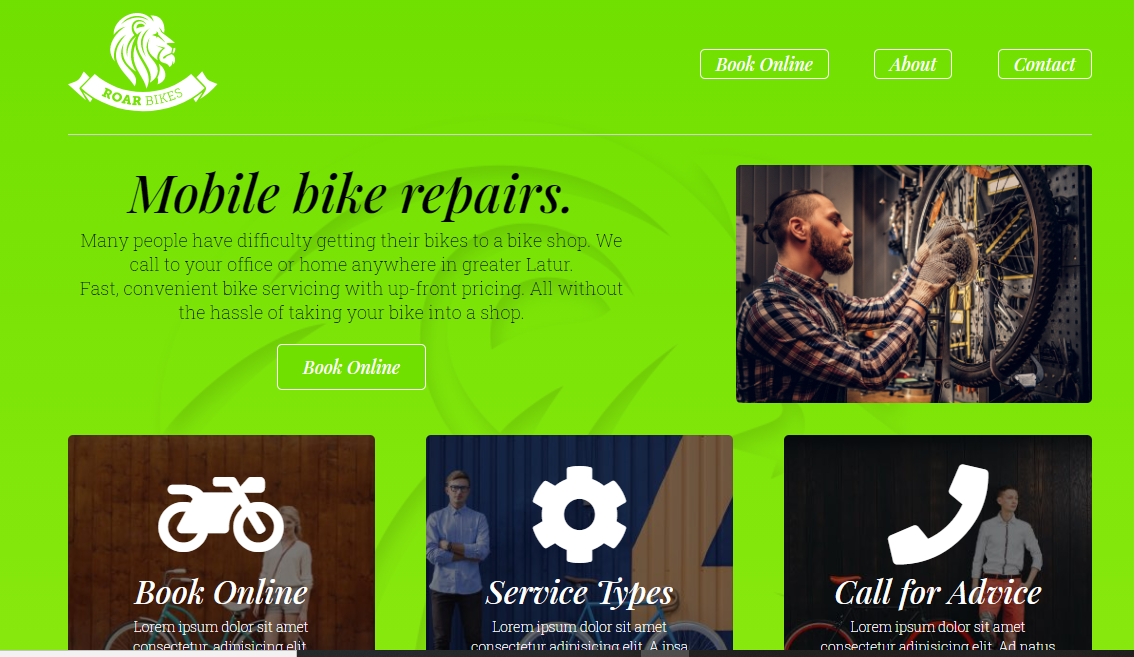 ROAR BIKES
Book Online
About
Contact
Mobile bike repairs.
Many people have difficulty getting their bikes to a bike shop. We
call to your office or home anywhere in greater Latur.
Fast, convenient bike servicing with up-front pricing. All without
the hassle of taking your bike into a shop.
Book Online
Book Online
Lorem ipsum dolor sit amet
consectetur, adipisicing elit.
Service Types
Lorem ipsum dolor sit amet
consectetur adipisicing elit. A ipsa
Call for Advice
Lorem ipsum dolor sit amet
consectetur adipisicing elit. Ad natus